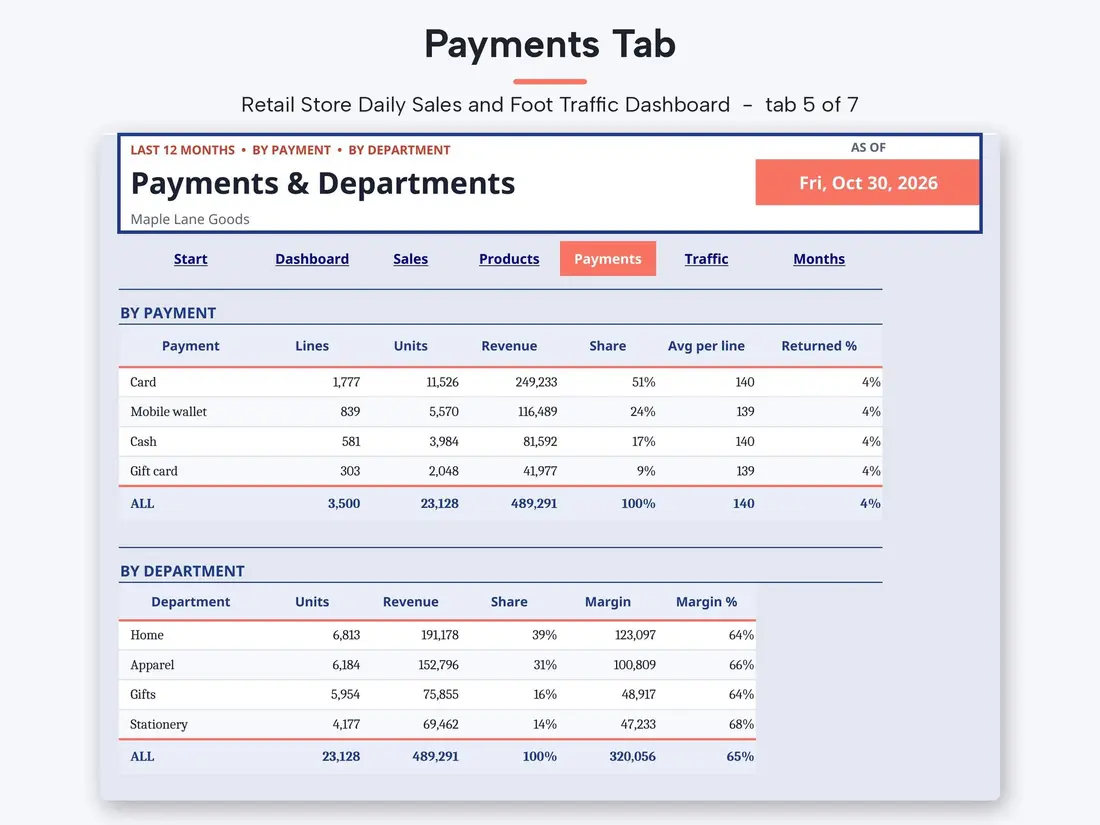 Payments Tab
Retail Store Daily Sales and Foot Traffic Dashboard - tab 5 of 7
LAST 12 MONTHS • BY PAYMENT • BY DEPARTMENT
AS OF
Payments & Departments
Fri, Oct 30, 2026
Maple Lane Goods
Start Dashboard Sales Products Payments Traffic Months
BY PAYMENT
Payment Lines Units Revenue Share Avg per line Returned %
Card 1,777 11,526 249,233 51% 140 4%
Mobile wallet 839 5,570 116,489 24% 139 4%
Cash 581 3,984 81,592 17% 140 4%
Gift card 303 2,048 41,977 9% 139 4%
ALL 3,500 23,128 489,291 100% 140 4%
BY DEPARTMENT
Department Units Revenue Share Margin Margin %
Home 6,813 191,178 39% 123,097 64%
Apparel 6,184 152,796 31% 100,809 66%
Gifts 5,954 75,855 16% 48,917 64%
Stationery 4,177 69,462 14% 47,233 68%
ALL 23,128 489,291 100% 320,056 65%